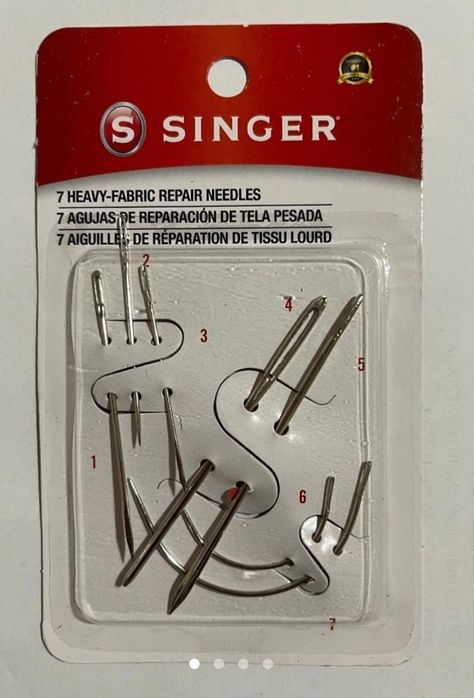 S SINGER®
7 HEAVY-FABRIC REPAIR NEEDLES
7 AGUJAS DE REPARACIÓN DE TELA PESADA
7 AIGUILLES DE RÉPARATION DE TISSU LOURD
2
4
3
5
1
6
7